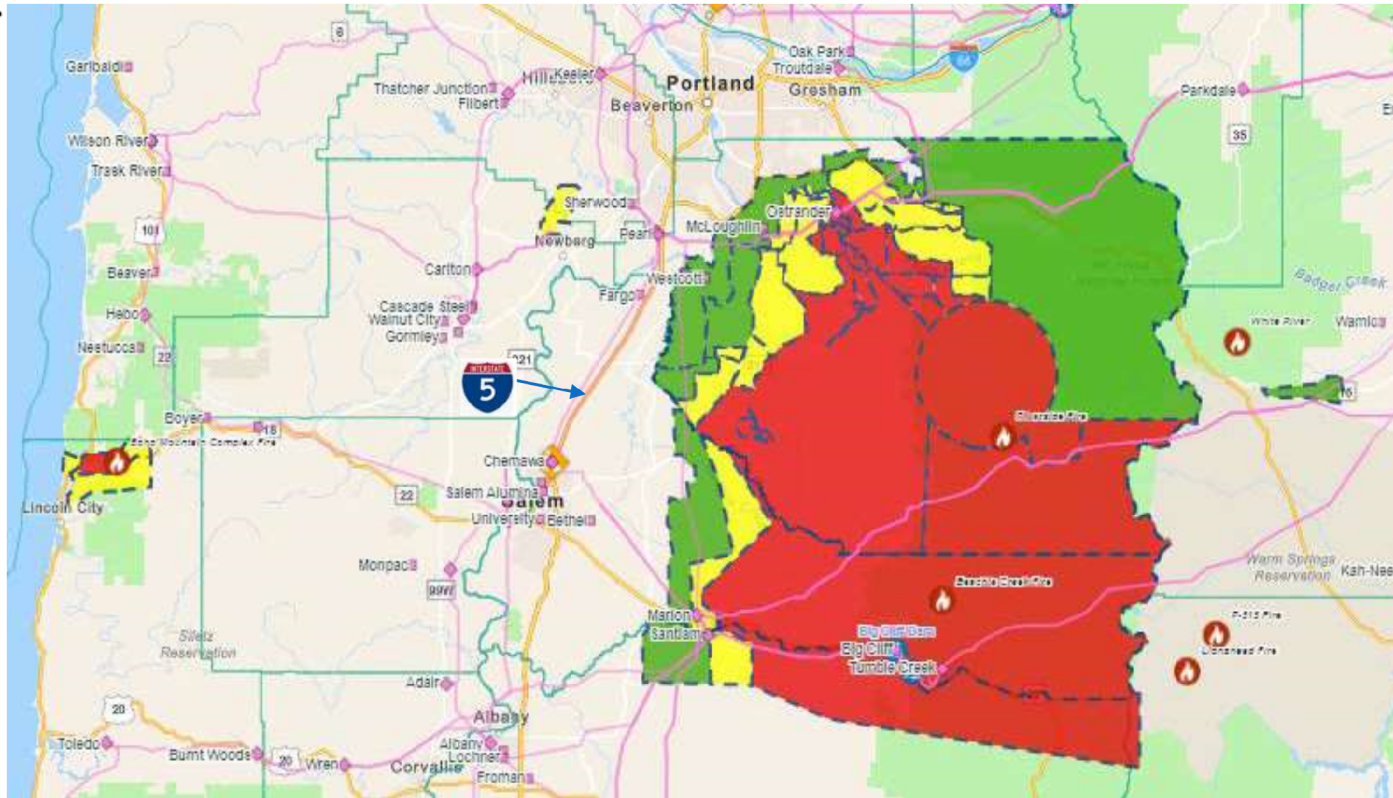 6
Garibaldi
Oak Park
Troutdale
Hills
Keeler
Thatcher Junction
Filbert
Portland
Beaverton
Gresham
84
Parkdale
35
Wilson River
Trask River
101
Sherwood
Newberg
Pearl
McLoughlin
Ostrander
Beaver
Carlton
Westcott
Fargo
Badger Creek
Hebo
Cascade Steel
Walnut City
Gormley
Nestucca
22
White River
Wamic
221
INTERSTATE
5
Boyer
18
Echo Mountain Complex Fire
Riverside Fire
Chemawa
Salem Alumina
Salem
Lincoln City
22
University
Bethel
Monpac
99W
Warm Springs
Reservation
Kah-Nee
Beachie Creek Fire
Marion
Santiam
Big Cliff Dam
Big Cliff
Tumble Creek
P-515 Fire
Lionshead Fire
Siletz
Reservation
Adair
20
Albany
Toledo
Burnt Woods
20
Wren
Corvallis
Albany
Lochner
Froman